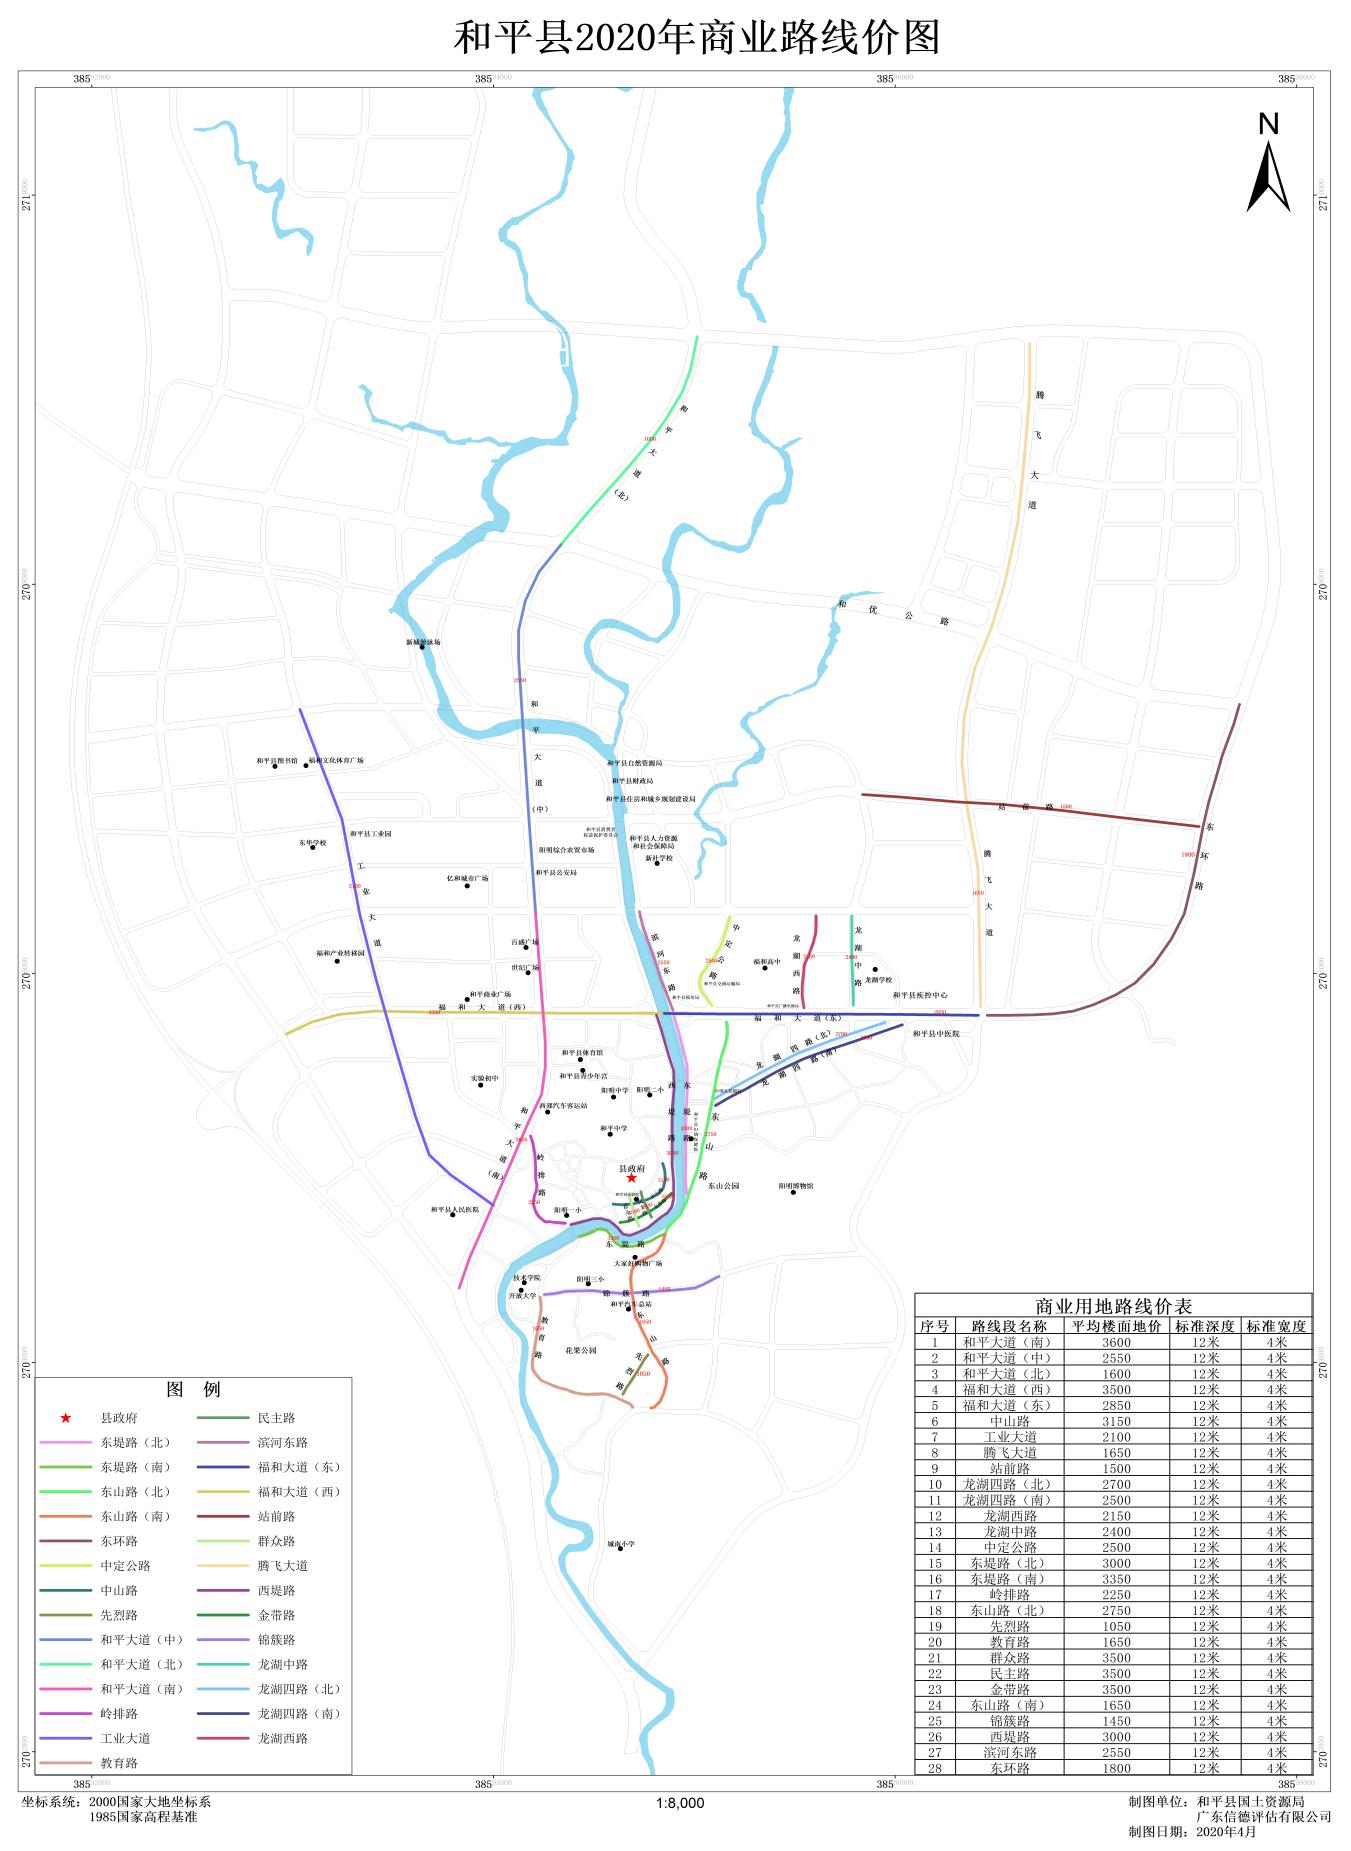 和平县2020年商业路线价图
N
和平大道（北）
1600
腾飞大道
和优公路
新城游泳场
和平大道（中）
和平县图书馆
福和文化体育广场
和平县自然资源局
和平县财政局
和平县住房和城乡规划建设局
站前路
1500
东环路
1800
东华学校
和平县工业园
阳明综合农贸市场
和平县人力资源
和社会保障局
新社学校
和平县公安局
亿和城市广场
工业大道
腾飞大道
1650
百盛广场
世纪广场
福和产业转移园
和平商业广场
滨河东路
2550
中定公路
2500
福和高中
龙湖西路
龙湖中路
2400
龙湖学校
和平县疾控中心
福和大道（西）
3500
福和大道（东）
2850
和平县中医院
龙湖四路（北）
2700
龙湖四路（南）
和平县体育馆
和平县青少年宫
实验初中
阳明中学
阳明二小
西郊汽车客运站
和平中学
西堤路
东堤路
东山路
2750
和平大道（南）
岭排路
2250
县政府
东山公园
阳明博物馆
和平县人民医院
阳明一小
东堤路
大家好购物广场
技术学院
开放大学
阳明三小
锦簇路
1450
和平汽车总站
东山路
1650
教育路
1650
花果公园
先烈路
1050
城南小学
图 例
县政府
民主路
东堤路（北）
滨河东路
东堤路（南）
福和大道（东）
东山路（北）
福和大道（西）
东山路（南）
站前路
东环路
群众路
中定公路
腾飞大道
中山路
西堤路
先烈路
金带路
和平大道（中）
锦簇路
和平大道（北）
龙湖中路
和平大道（南）
龙湖四路（北）
岭排路
龙湖四路（南）
工业大道
龙湖西路
教育路
商业用地路线价表
序号 路线段名称 平均楼面地价 标准深度 标准宽度
1 和平大道（南） 3600 12米 4米
2 和平大道（中） 2550 12米 4米
3 和平大道（北） 1600 12米 4米
4 福和大道（西） 3500 12米 4米
5 福和大道（东） 2850 12米 4米
6 中山路 3150 12米 4米
7 工业大道 2100 12米 4米
8 腾飞大道 1650 12米 4米
9 站前路 1500 12米 4米
10 龙湖四路（北） 2700 12米 4米
11 龙湖四路（南） 2500 12米 4米
12 龙湖西路 2150 12米 4米
13 龙湖中路 2400 12米 4米
14 中定公路 2500 12米 4米
15 东堤路（北） 3000 12米 4米
16 东堤路（南） 3350 12米 4米
17 岭排路 2250 12米 4米
18 东山路（北） 2750 12米 4米
19 先烈路 1050 12米 4米
20 教育路 1650 12米 4米
21 群众路 3500 12米 4米
22 民主路 3500 12米 4米
23 金带路 3500 12米 4米
24 东山路（南） 1650 12米 4米
25 锦簇路 1450 12米 4米
26 西堤路 3000 12米 4米
27 滨河东路 2550 12米 4米
28 东环路 1800 12米 4米
坐标系统：2000国家大地坐标系
1985国家高程基准
1:8,000
制图单位：和平县国土资源局
广东信德评估有限公司
制图日期：2020年4月